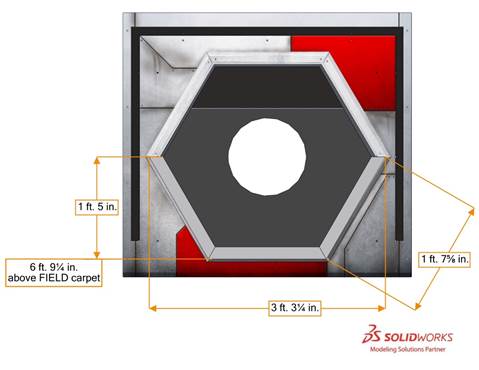 1 ft. 5 in.
6 ft. 9¼ in.
above FIELD carpet
1 ft. 7⅝ in.
3 ft. 3¼ in.
SOLIDWORKS
Modeling Solutions Partner